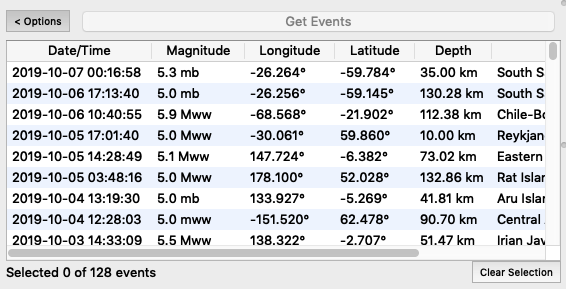 < Options Get Events
Date/Time Magnitude Longitude Latitude Depth
2019-10-07 00:16:58 5.3 mb -26.264° -59.784° 35.00 km South S
2019-10-06 17:13:40 5.0 mb -26.256° -59.145° 130.28 km South S
2019-10-06 10:40:55 5.9 Mww -68.568° -21.902° 112.38 km Chile-Bo
2019-10-05 17:01:40 5.0 Mww -30.061° 59.860° 10.00 km Reykjan
2019-10-05 14:28:49 5.1 Mww 147.724° -6.382° 73.02 km Eastern
2019-10-05 03:48:16 5.0 Mww 178.100° 52.028° 132.86 km Rat Islan
2019-10-04 13:19:30 5.0 mb 133.927° -5.269° 41.81 km Aru Islan
2019-10-04 12:28:03 5.0 mww -151.520° 62.478° 90.70 km Central
2019-10-03 14:33:09 5.5 Mww 138.322° -2.707° 51.47 km Irian Jav
Selected 0 of 128 events Clear Selection